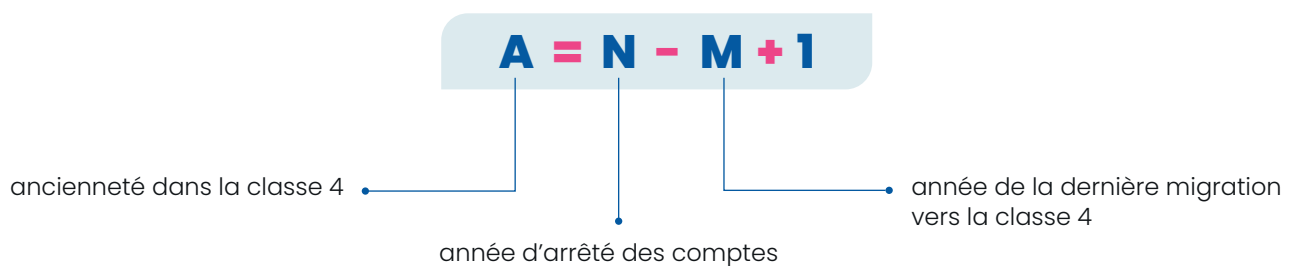 A = N - M + 1
ancienneté dans la classe 4
année de la dernière migration
vers la classe 4
année d'arrêté des comptes